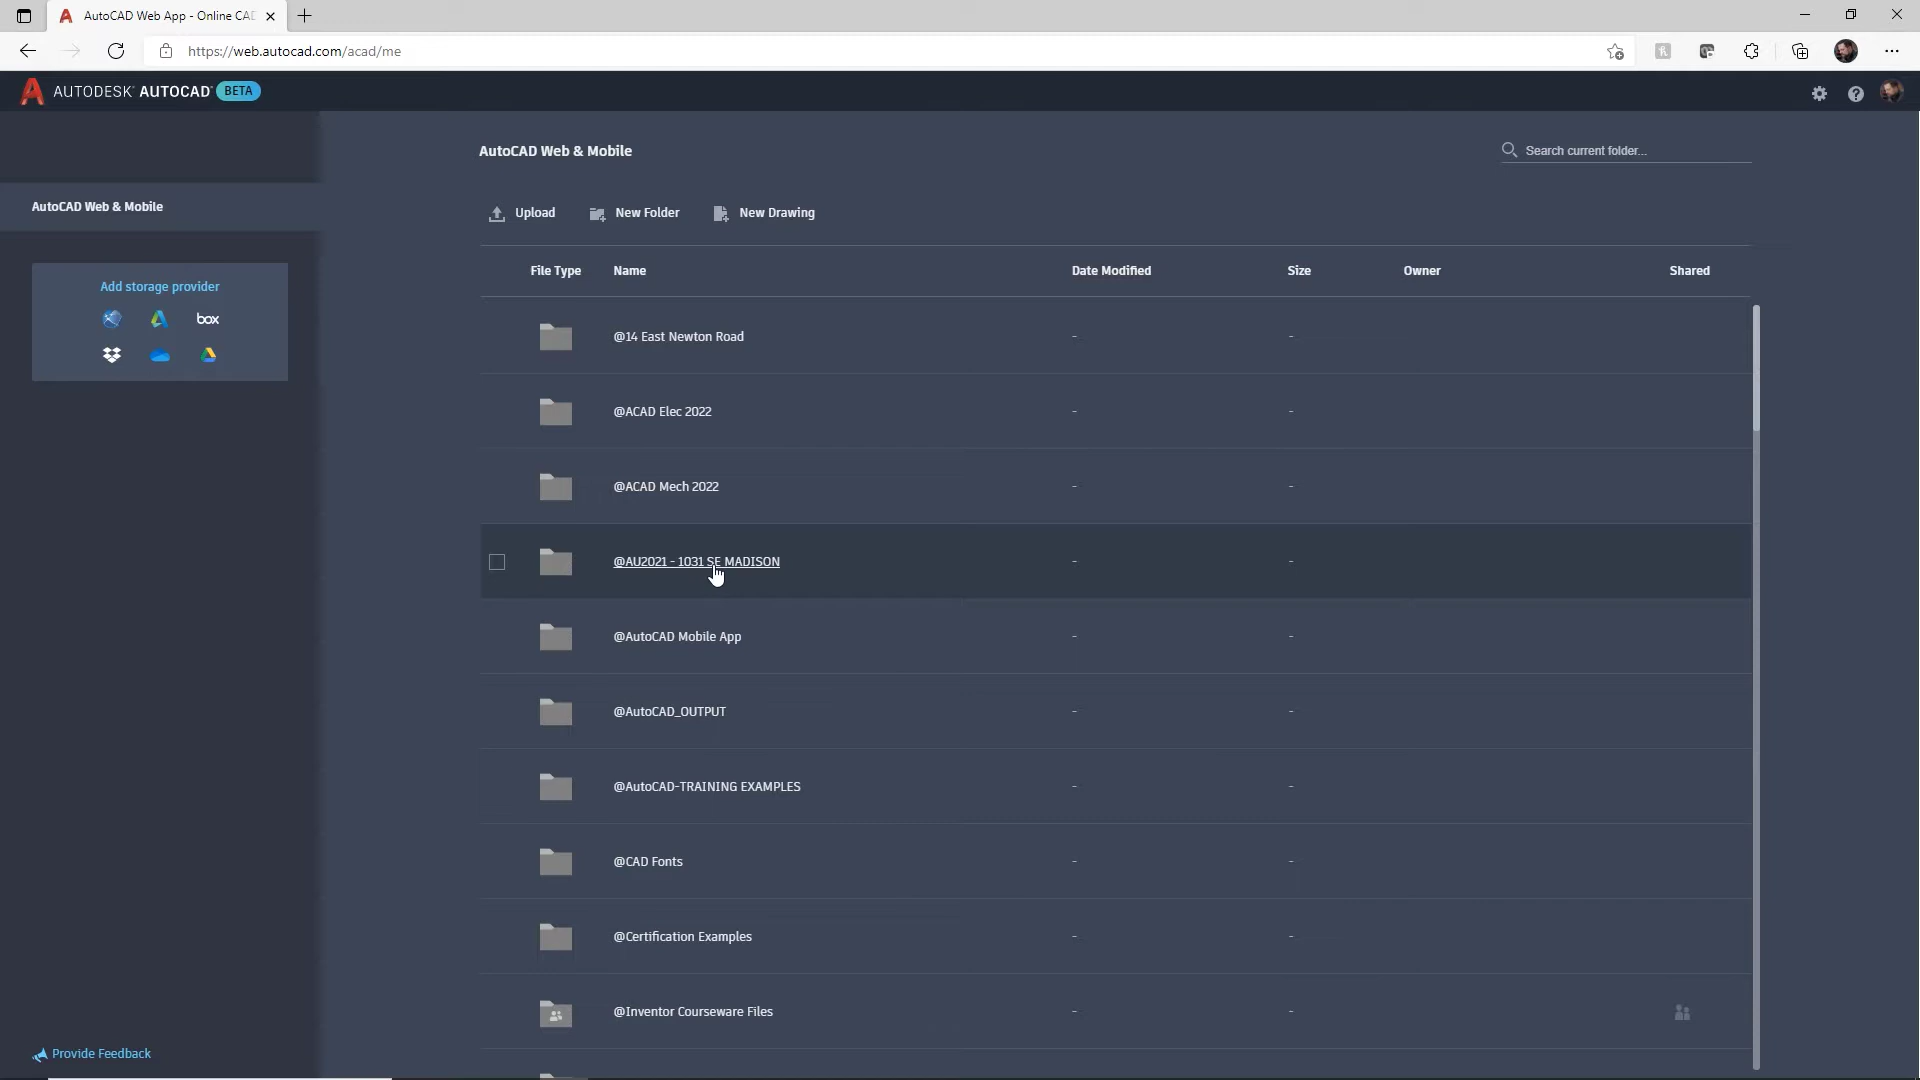 AutoCAD Web App - Online CAD
https://web.autocad.com/acad/me
AUTODESK AUTOCAD BETA
AutoCAD Web & Mobile
Search current folder...
AutoCAD Web & Mobile
Upload
New Folder
New Drawing
Add storage provider
box
File Type Name Date Modified Size Owner Shared
@14 East Newton Road - -
@ACAD Elec 2022 - -
@ACAD Mech 2022 - -
@AU2021 - 1031 SE MADISON - -
@AutoCAD Mobile App - -
@AutoCAD_OUTPUT - -
@AutoCAD-TRAINING EXAMPLES - -
@CAD Fonts - -
@Certification Examples - -
@Inventor Courseware Files - -
Provide Feedback